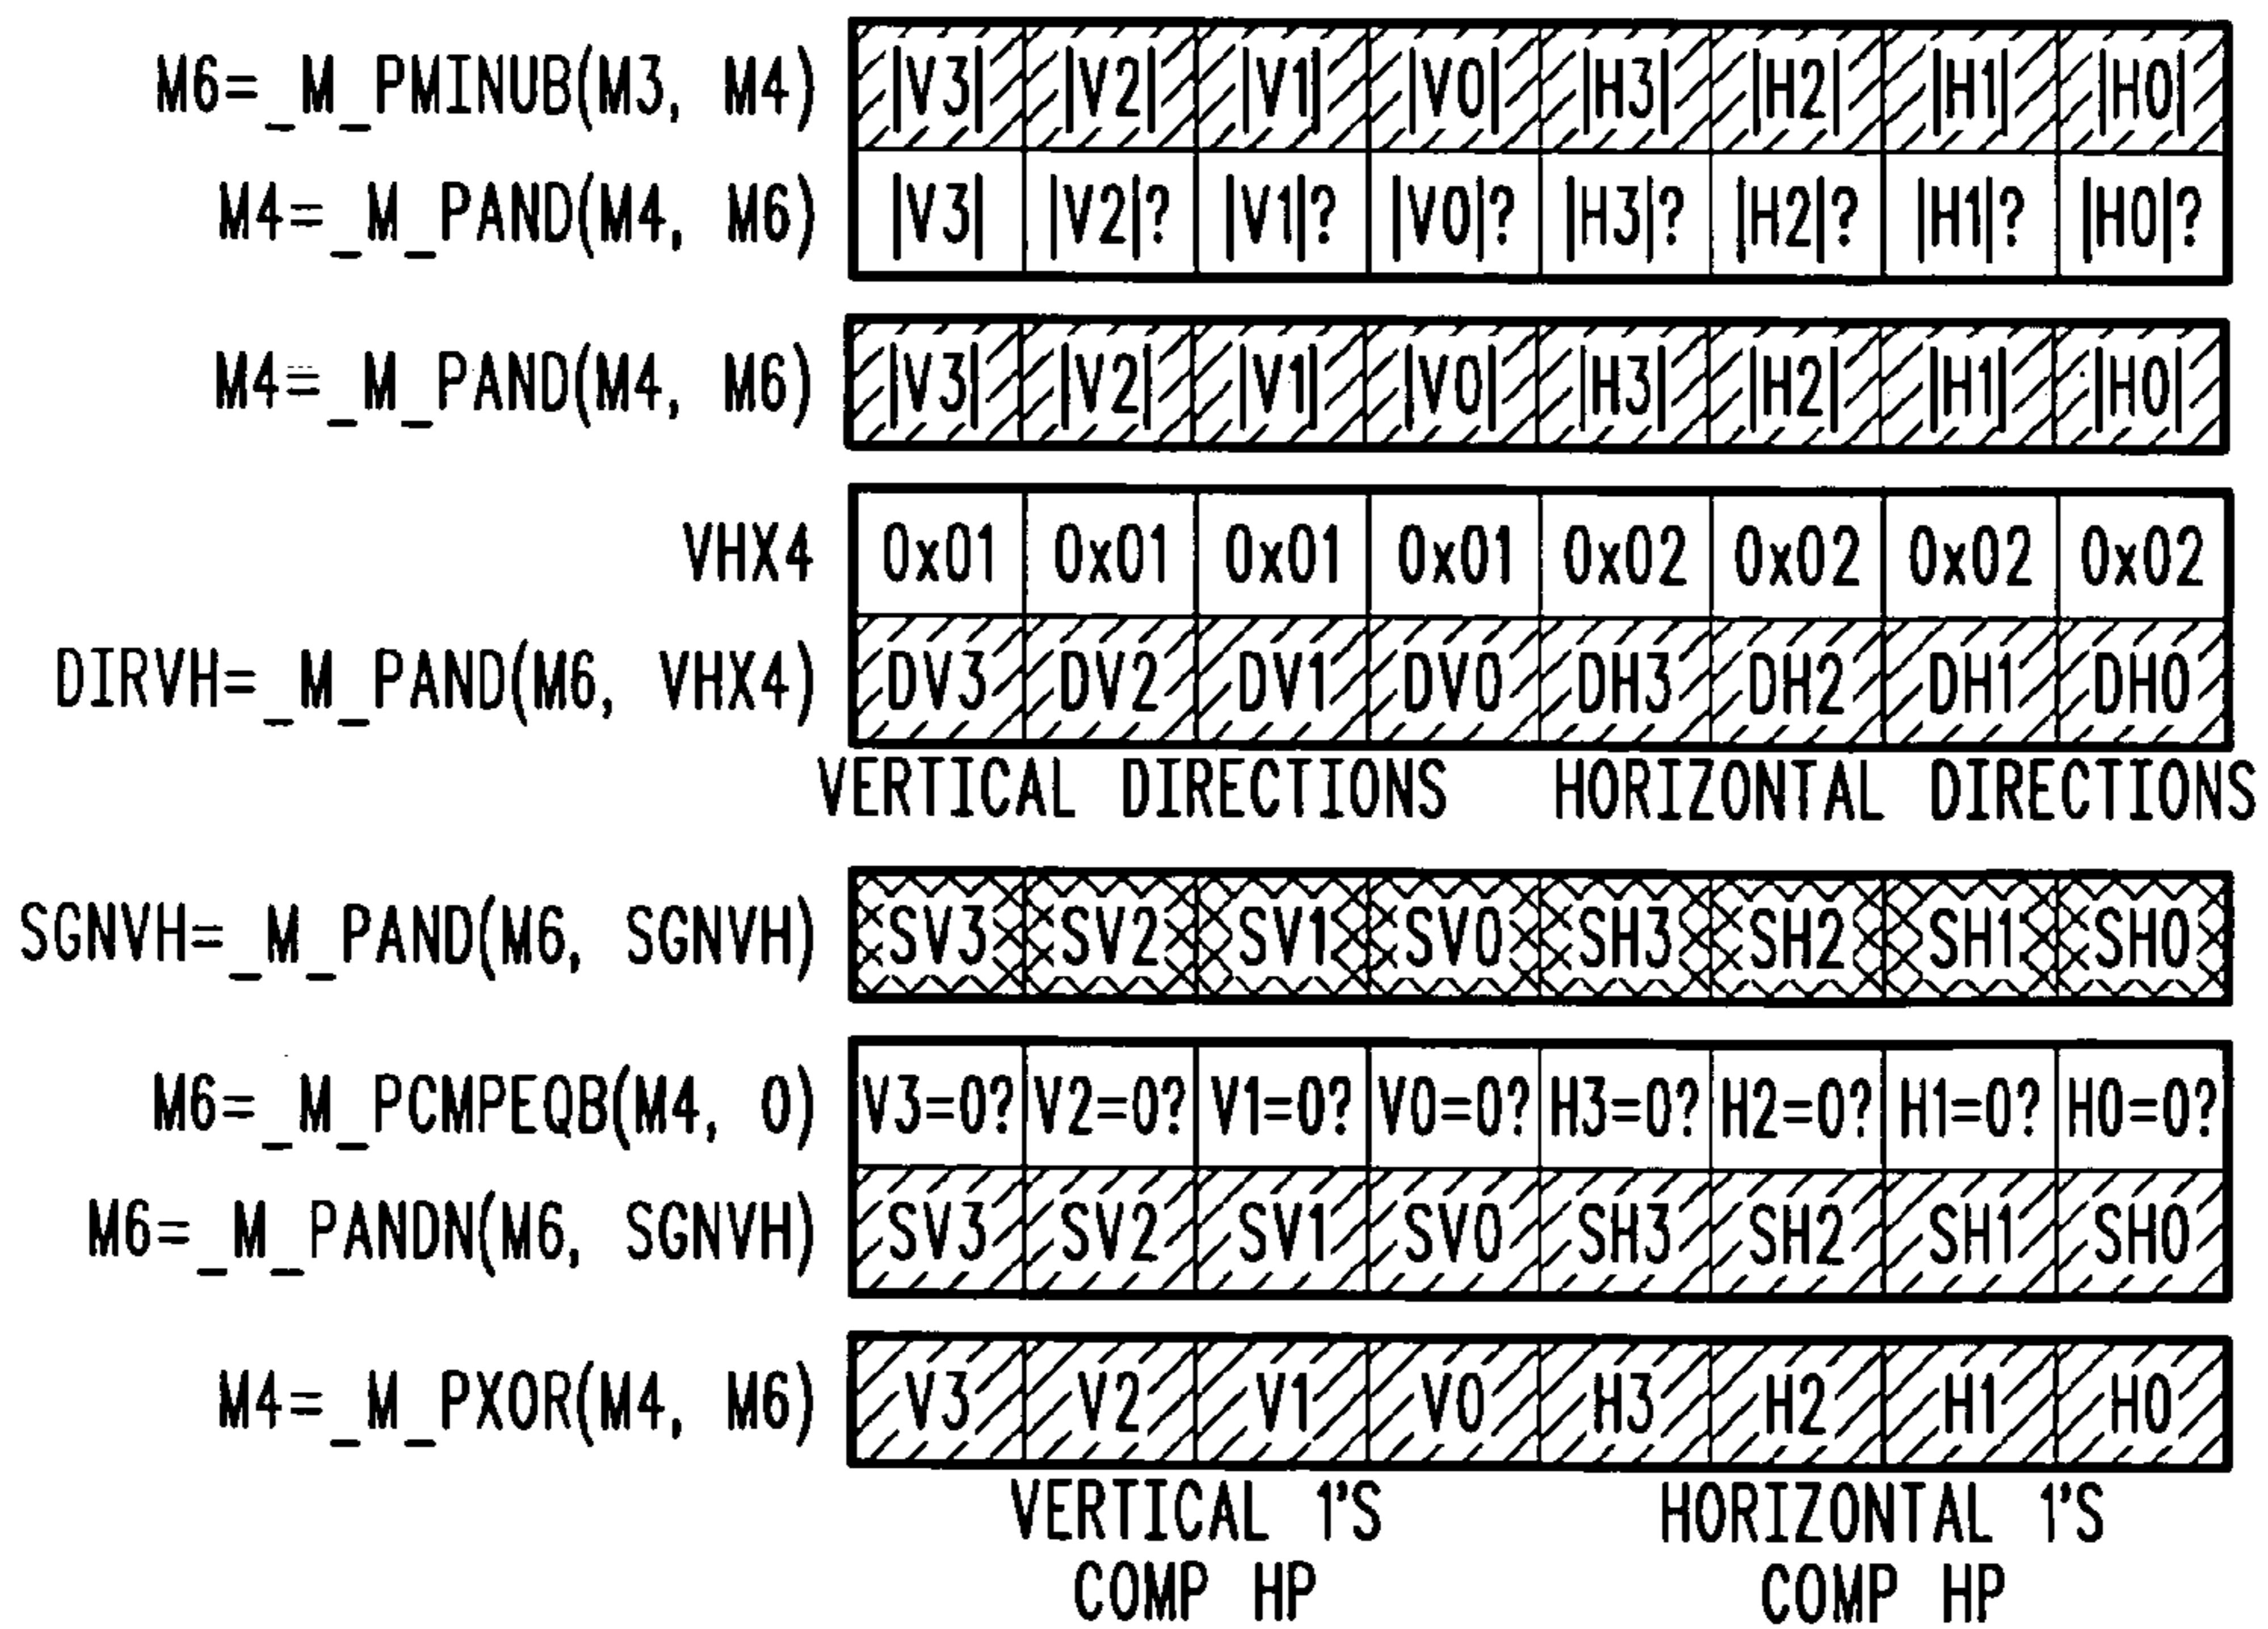 M6=_M_PMINUB(M3, M4) |V3| |V2| |V1| |V0| |H3| |H2| |H1| |H0|
M4=_M_PAND(M4, M6) |V3| |V2|? |V1|? |V0|? |H3|? |H2|? |H1|? |H0|?
M4=_M_PAND(M4, M6) |V3| |V2| |V1| |V0| |H3| |H2| |H1| |H0|
VHX4 0x01 0x01 0x01 0x01 0x02 0x02 0x02 0x02
DIRVH=_M_PAND(M6, VHX4) DV3 DV2 DV1 DV0 DH3 DH2 DH1 DH0
VERTICAL DIRECTIONS HORIZONTAL DIRECTIONS
SGNVH=_M_PAND(M6, SGNVH) SV3 SV2 SV1 SV0 SH3 SH2 SH1 SH0
M6=_M_PCMPEQB(M4, 0) V3=0? V2=0? V1=0? V0=0? H3=0? H2=0? H1=0? H0=0?
M6=_M_PANDN(M6, SGNVH) SV3 SV2 SV1 SV0 SH3 SH2 SH1 SH0
M4=_M_PXOR(M4, M6) V3 V2 V1 V0 H3 H2 H1 H0
VERTICAL 1'S HORIZONTAL 1'S
COMP HP COMP HP